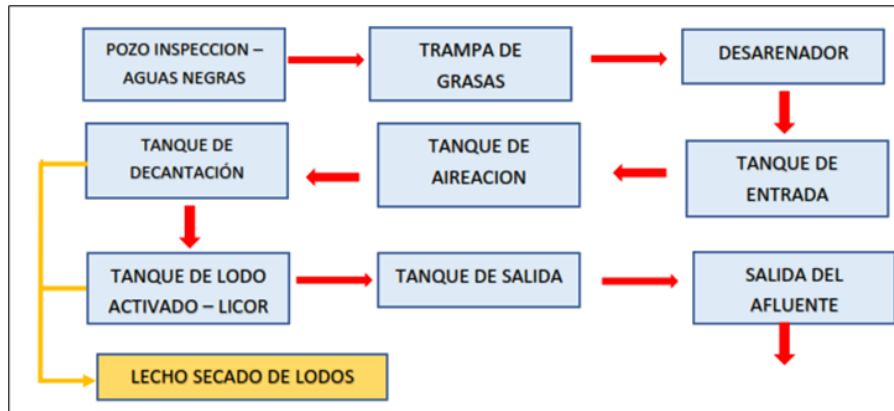 POZO INSPECCION –
AGUAS NEGRAS
TRAMPA DE
GRASAS
DESARENADOR
TANQUE DE
DECANTACIÓN
TANQUE DE
AIREACION
TANQUE DE
ENTRADA
TANQUE DE LODO
ACTIVADO – LICOR
TANQUE DE SALIDA
SALIDA DEL
AFLUENTE
LECHO SECADO DE LODOS